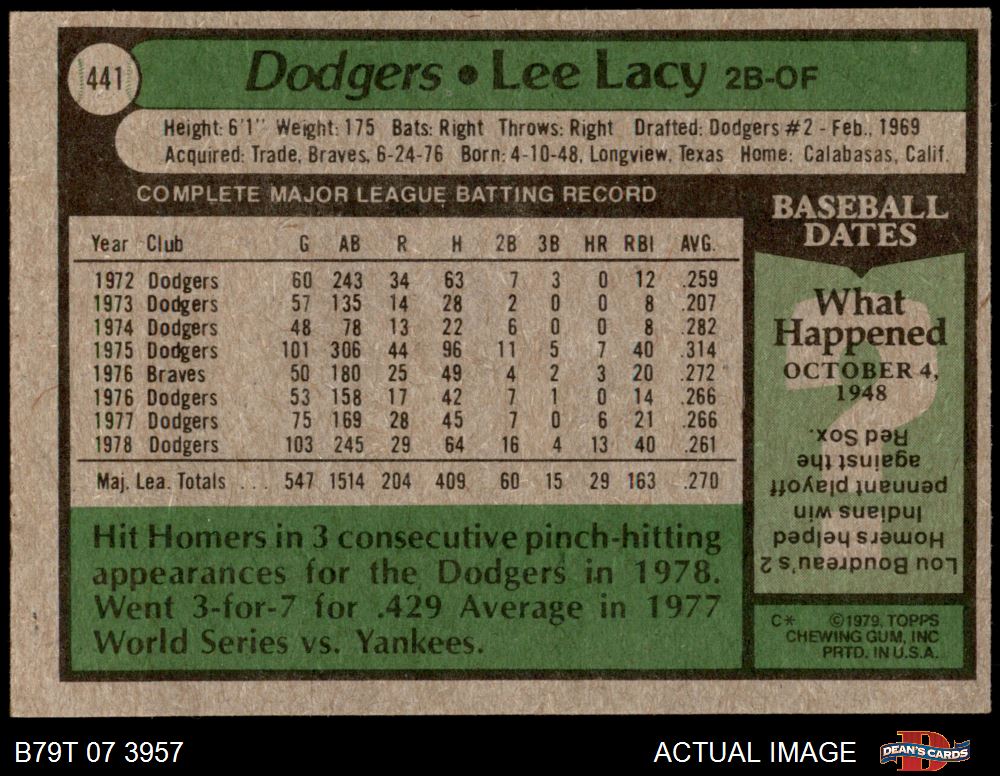 441
Dodgers • Lee Lacy 2B-OF
Height: 6'1" Weight: 175 Bats: Right Throws: Right Drafted: Dodgers #2 - Feb., 1969
Acquired: Trade, Braves, 6-24-76 Born: 4-10-48, Longview, Texas Home: Calabasas, Calif.
COMPLETE MAJOR LEAGUE BATTING RECORD
Year Club G AB R H 2B 3B HR RBI AVG.
1972 Dodgers 60 243 34 63 7 3 0 12 .259
1973 Dodgers 57 135 14 28 2 0 0 8 .207
1974 Dodgers 48 78 13 22 6 0 0 8 .282
1975 Dodgers 101 306 44 96 11 5 7 40 .314
1976 Braves 50 180 25 49 4 2 3 20 .272
1976 Dodgers 53 158 17 42 7 1 0 14 .266
1977 Dodgers 75 169 28 45 7 0 6 21 .266
1978 Dodgers 103 245 29 64 16 4 13 40 .261
Maj. Lea. Totals ... 547 1514 204 409 60 15 29 163 .270
Hit Homers in 3 consecutive pinch-hitting
appearances for the Dodgers in 1978.
Went 3-for-7 for .429 Average in 1977
World Series vs. Yankees.
BASEBALL
DATES
What
Happened
OCTOBER 4,
1948
?
Lou Boudreau's 2
Homers helped
Indians win
pennant playoff
against the
Red Sox.
C* ©1979, TOPPS
CHEWING GUM, INC
PRTD. IN U.S.A.
B79T 07 3957
ACTUAL IMAGE
D
DEAN'S CARDS